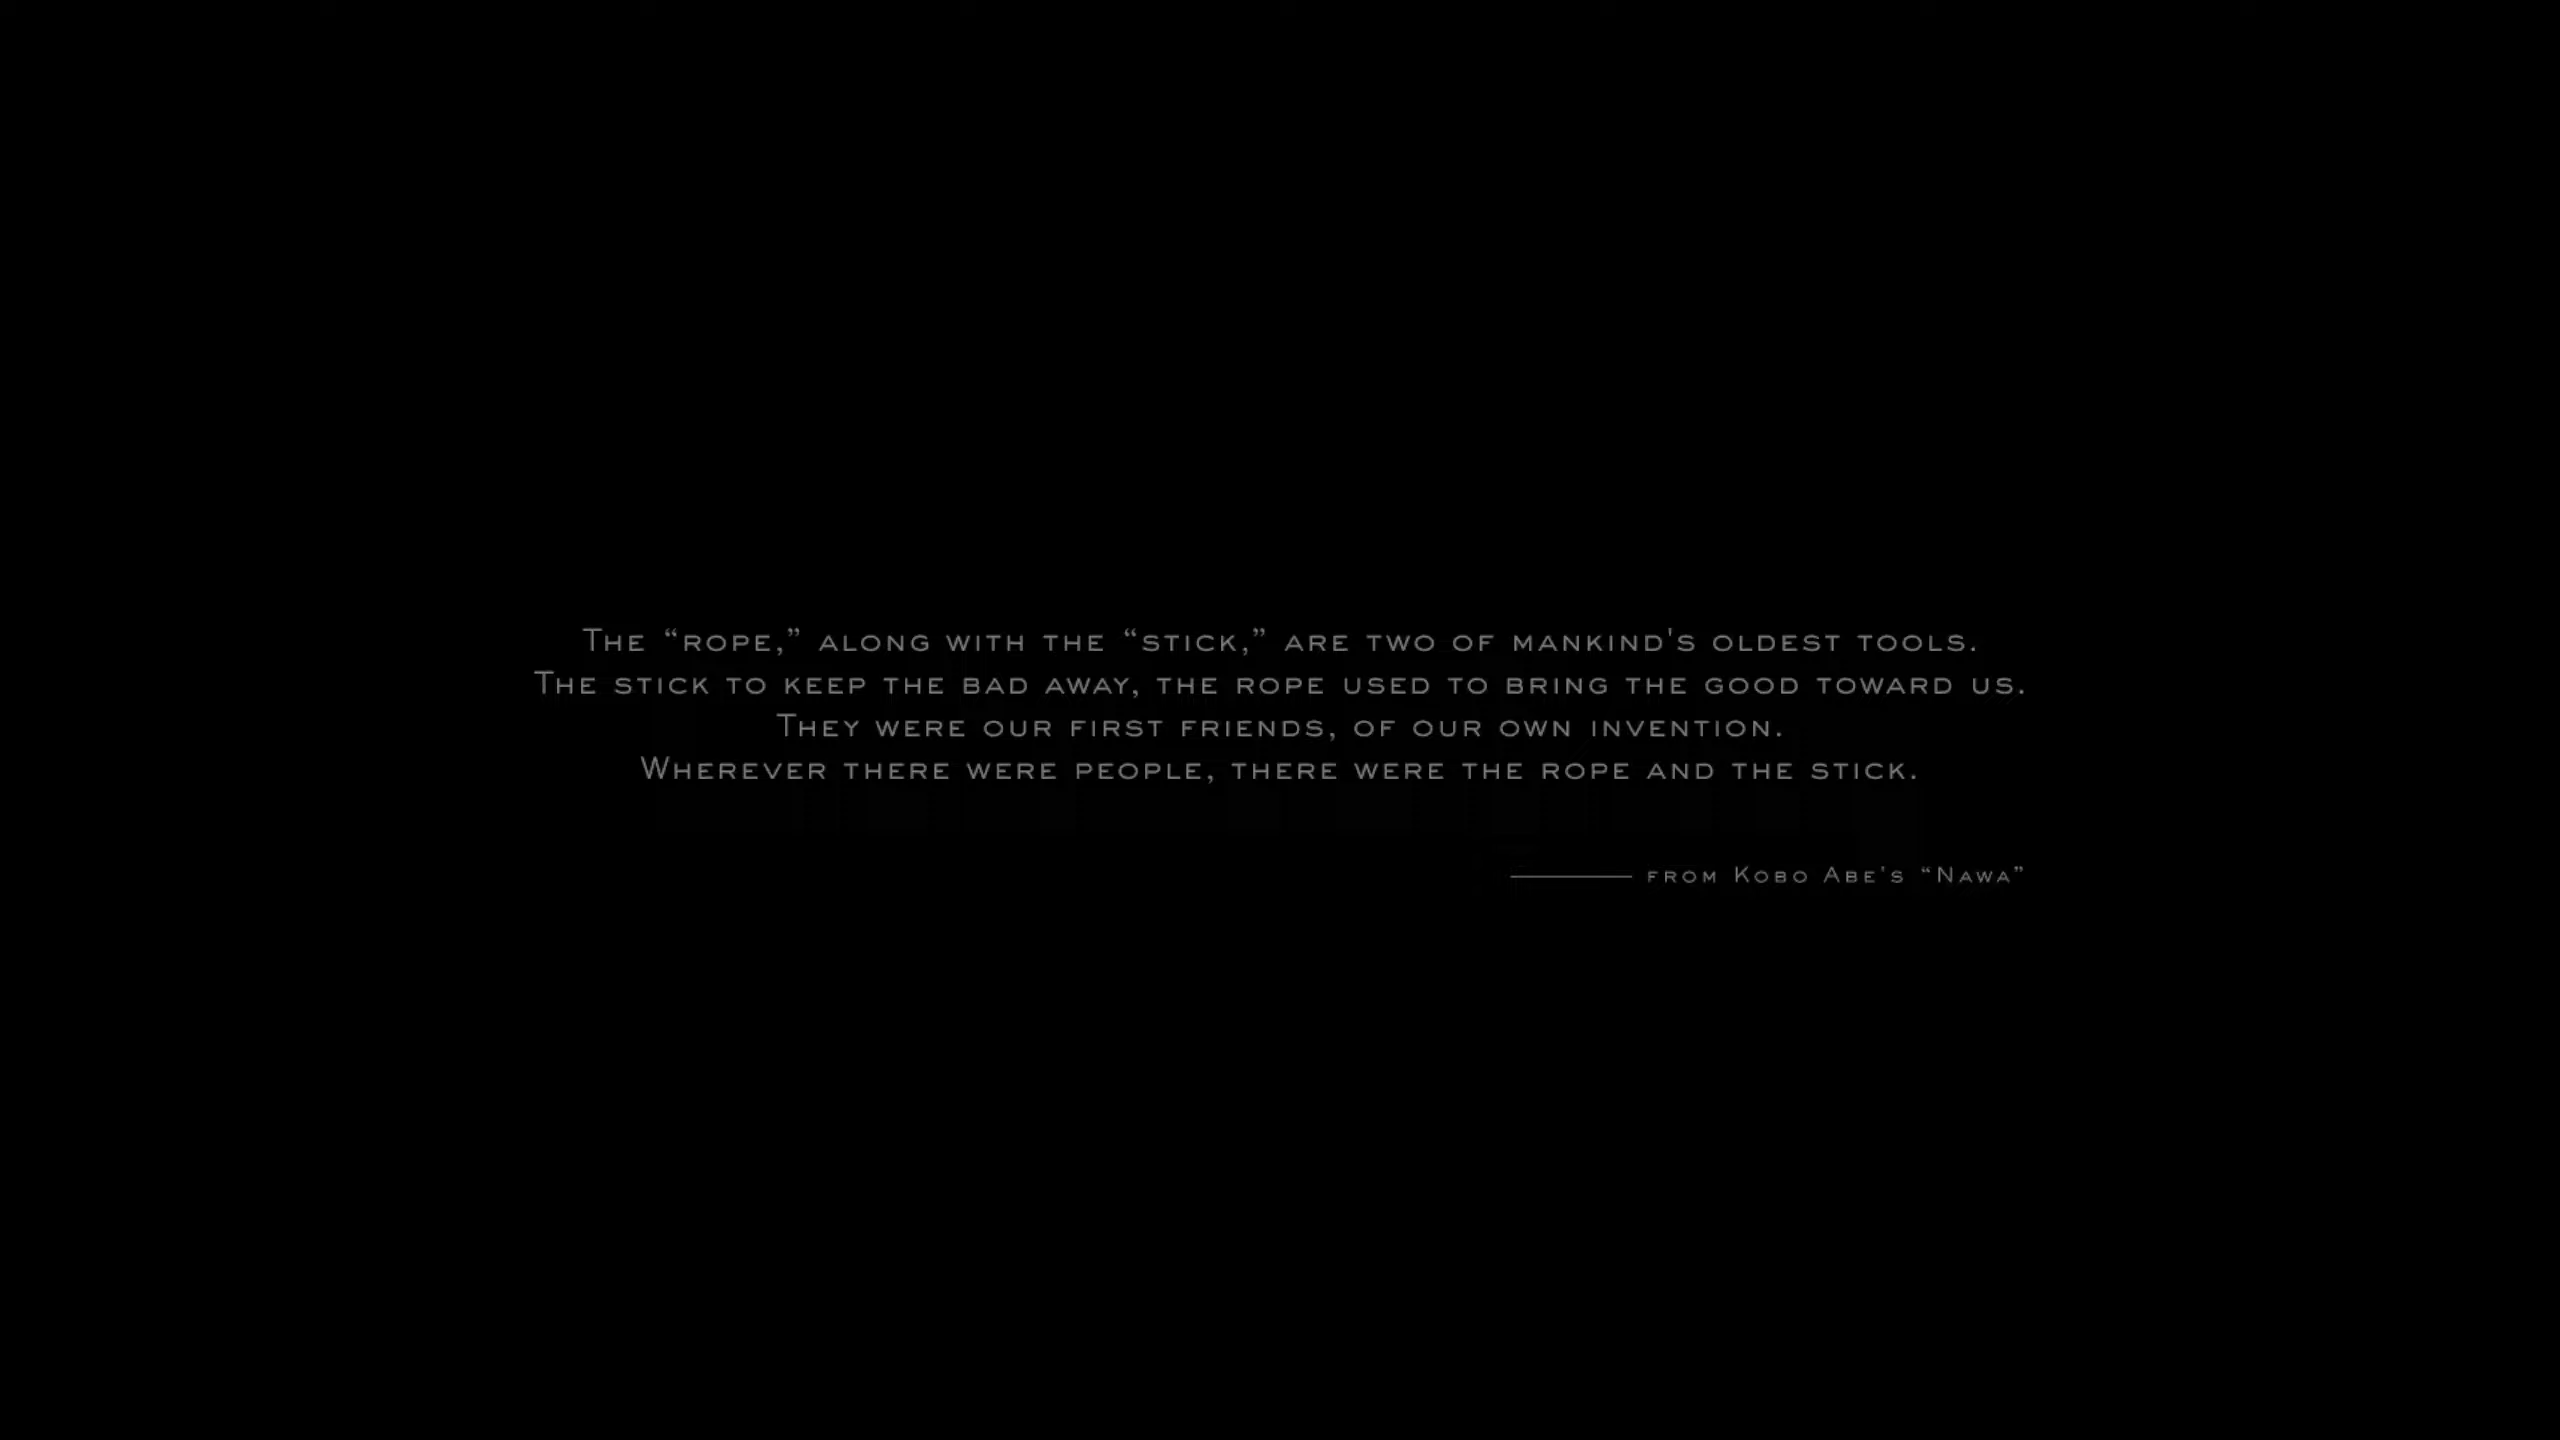 The “rope,” along with the “stick,” are two of mankind's oldest tools.
The stick to keep the bad away, the rope used to bring the good toward us.
They were our first friends, of our own invention.
Wherever there were people, there were the rope and the stick.
from Kobo Abe's “Nawa”